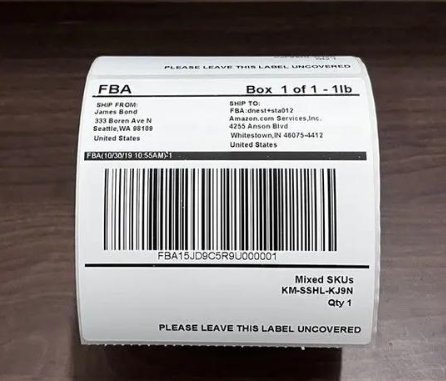 PLEASE LEAVE THIS LABEL UNCOVERED
FBA
Box 1 of 1 - 1lb
SHIP FROM:
James Bond
333 Boren Ave N
Seattle,WA 98109
United States
SHIP TO:
FBA:dnest+sta012
Amazon.com Services,Inc.
4255 Anson Blvd
Whitestown,IN 46075-4412
United States
FBA(10/30/19 10:55AM)-1
FBA15JD9C5R9U000001
Mixed SKUs
KM-SSHL-KJ9N
Qty 1
PLEASE LEAVE THIS LABEL UNCOVERED